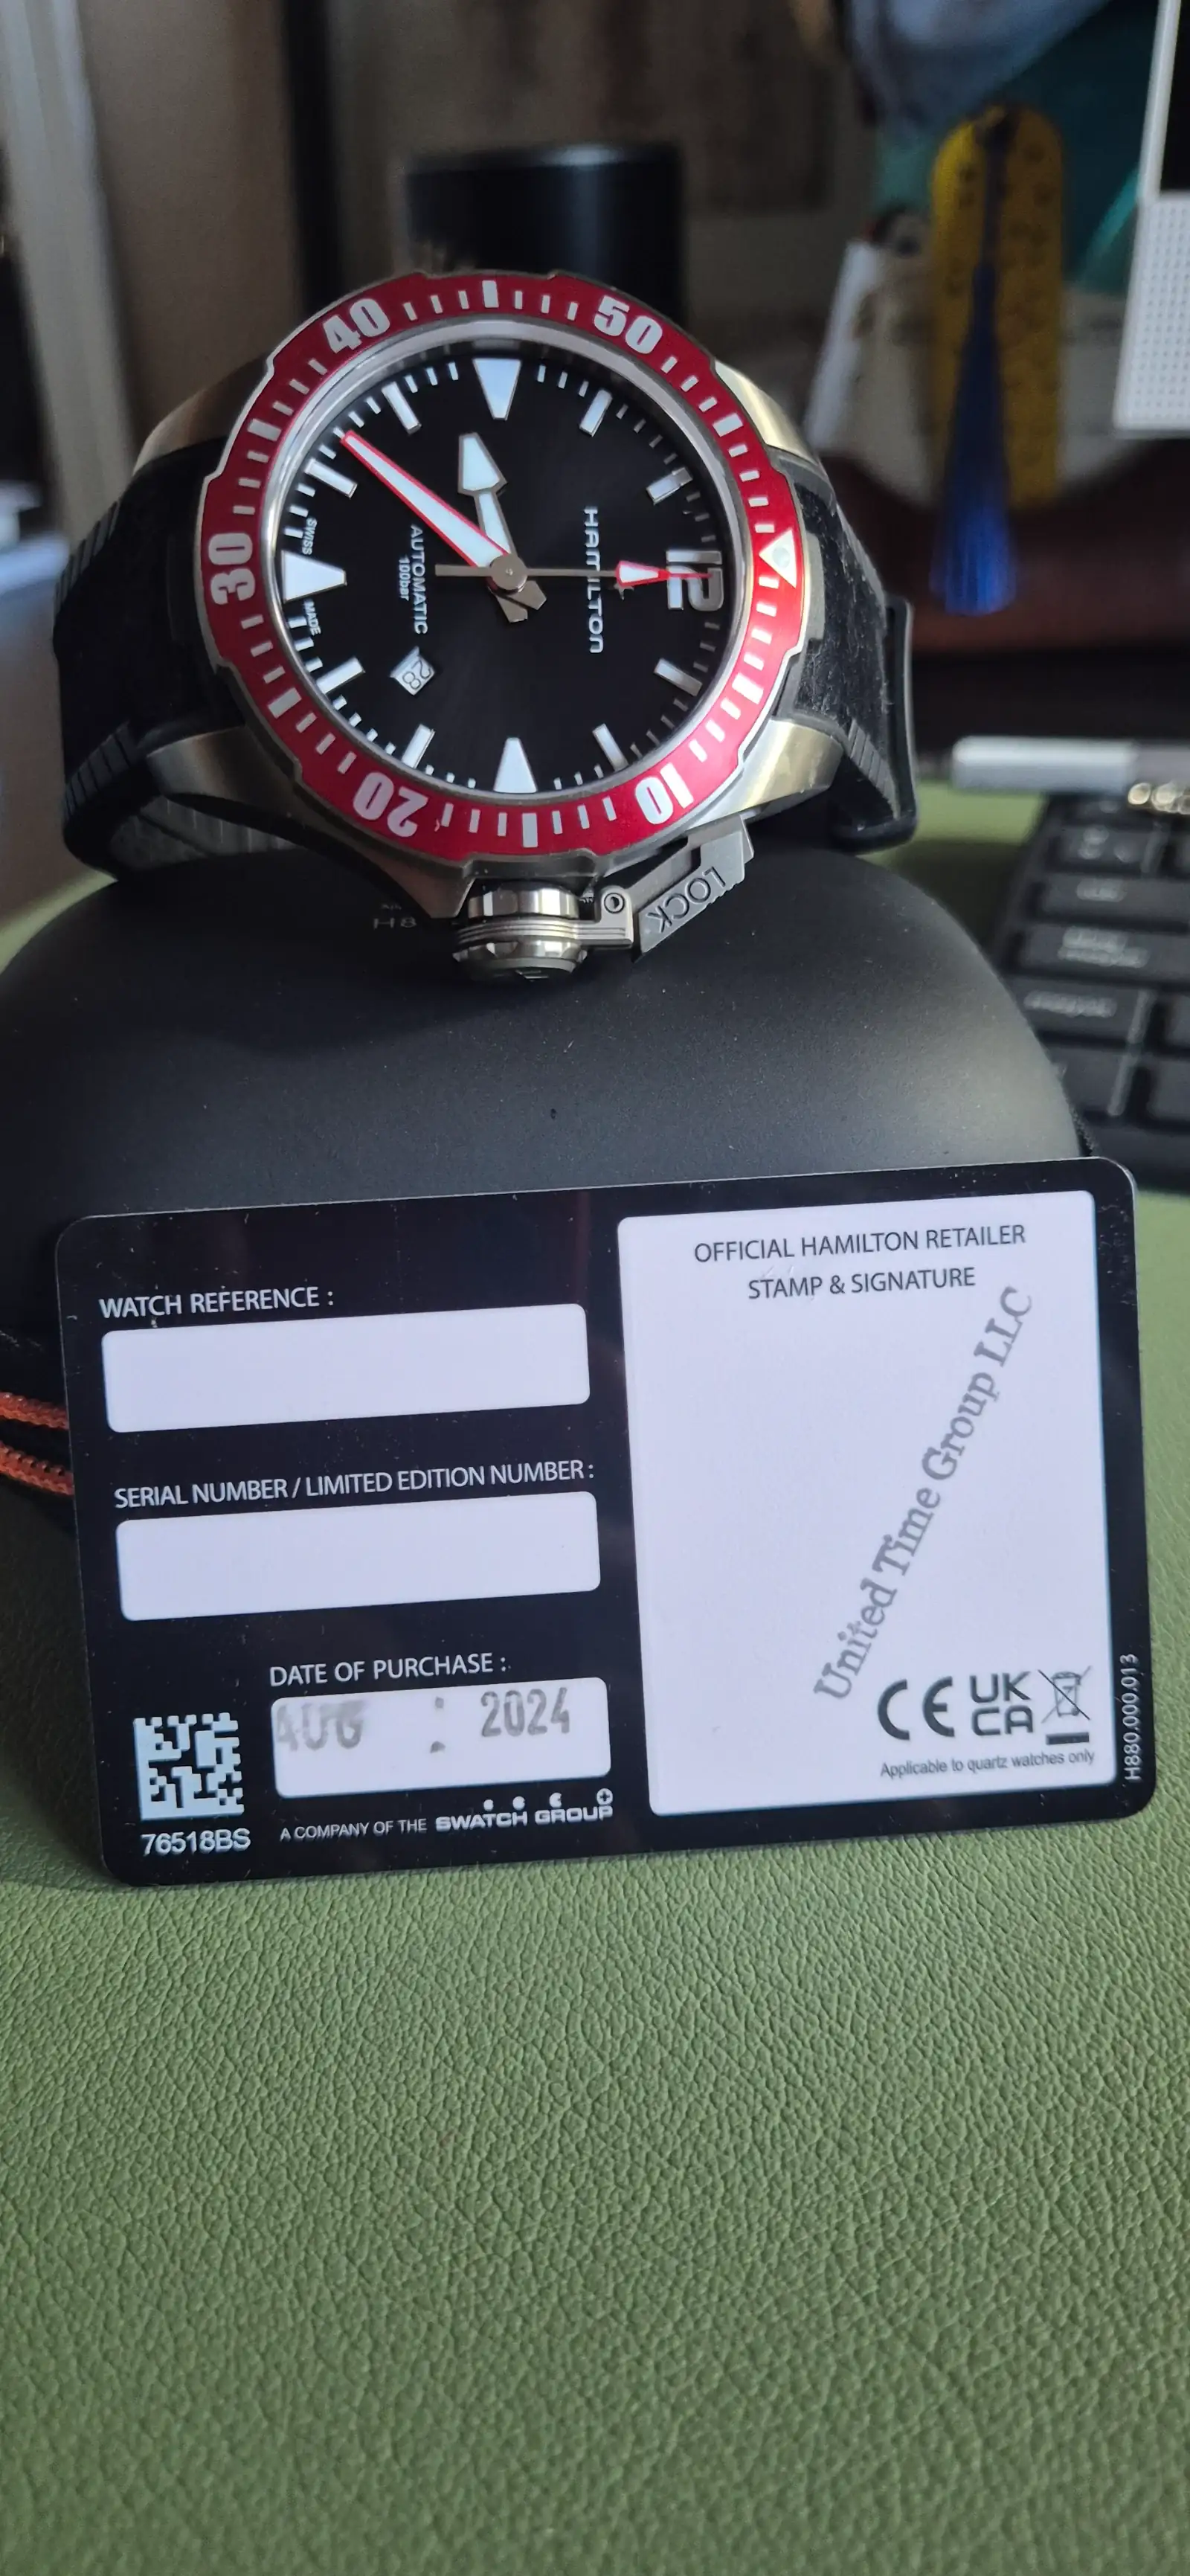 40
50
30
20
10
12
HAMILTON
AUTOMATIC
100bar
28
SWISS
MADE
LOCK
H8
WATCH REFERENCE :
SERIAL NUMBER / LIMITED EDITION NUMBER :
DATE OF PURCHASE :
AUG : 2024
76518BS
A COMPANY OF THE SWATCH GROUP
OFFICIAL HAMILTON RETAILER
STAMP & SIGNATURE
United Time Group LLC
CE UK
CA
Applicable to quartz watches only
H880.000.013